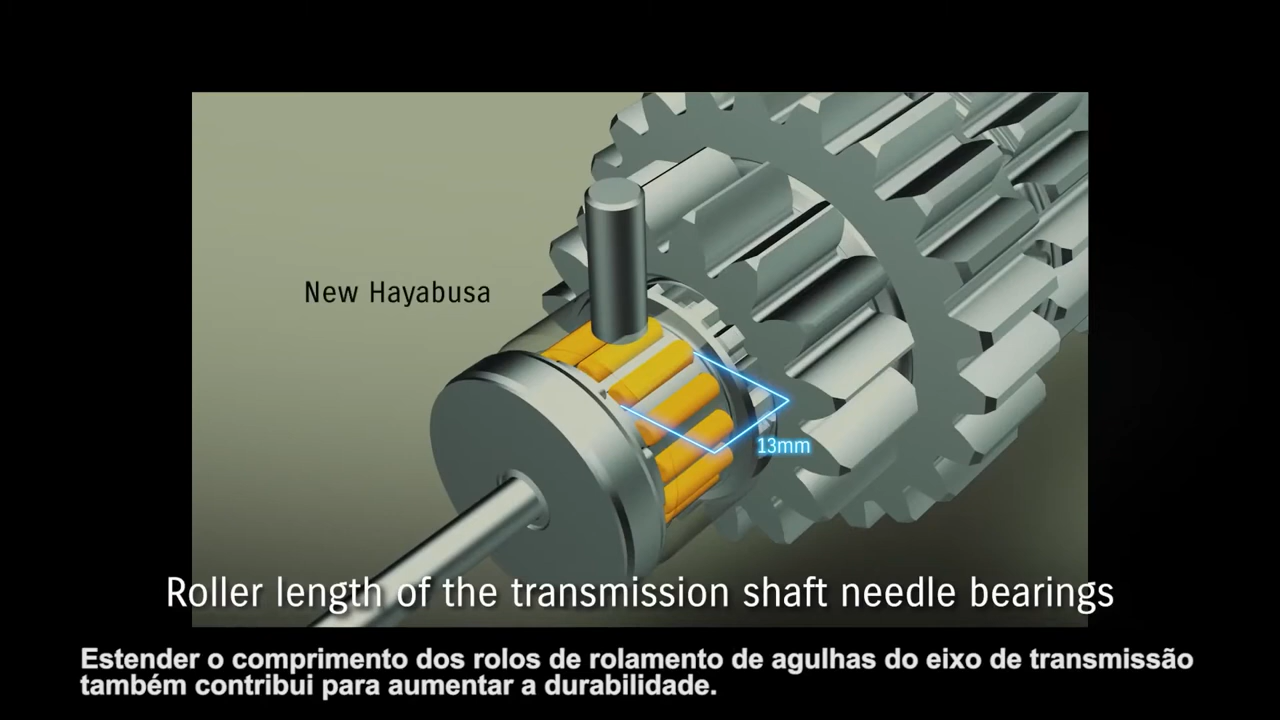 New Hayabusa
13mm
Roller length of the transmission shaft needle bearings
Estender o comprimento dos rolos de rolamento de agulhas do eixo de transmissão
também contribui para aumentar a durabilidade.